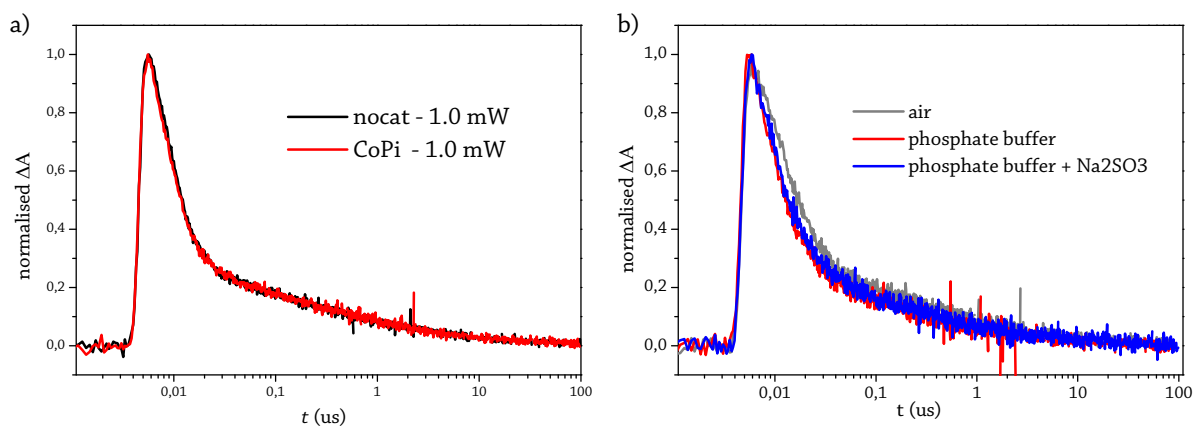 a)
normalised ΔA
1,0
0,8
0,6
0,4
0,2
0,0
nocat - 1.0 mW
CoPi - 1.0 mW
0,01
0,1
1
10
100
t (us)
b)
normalised ΔA
1,0
0,8
0,6
0,4
0,2
0,0
air
phosphate buffer
phosphate buffer + Na2SO3
0,01
0,1
1
10
100
t (us)